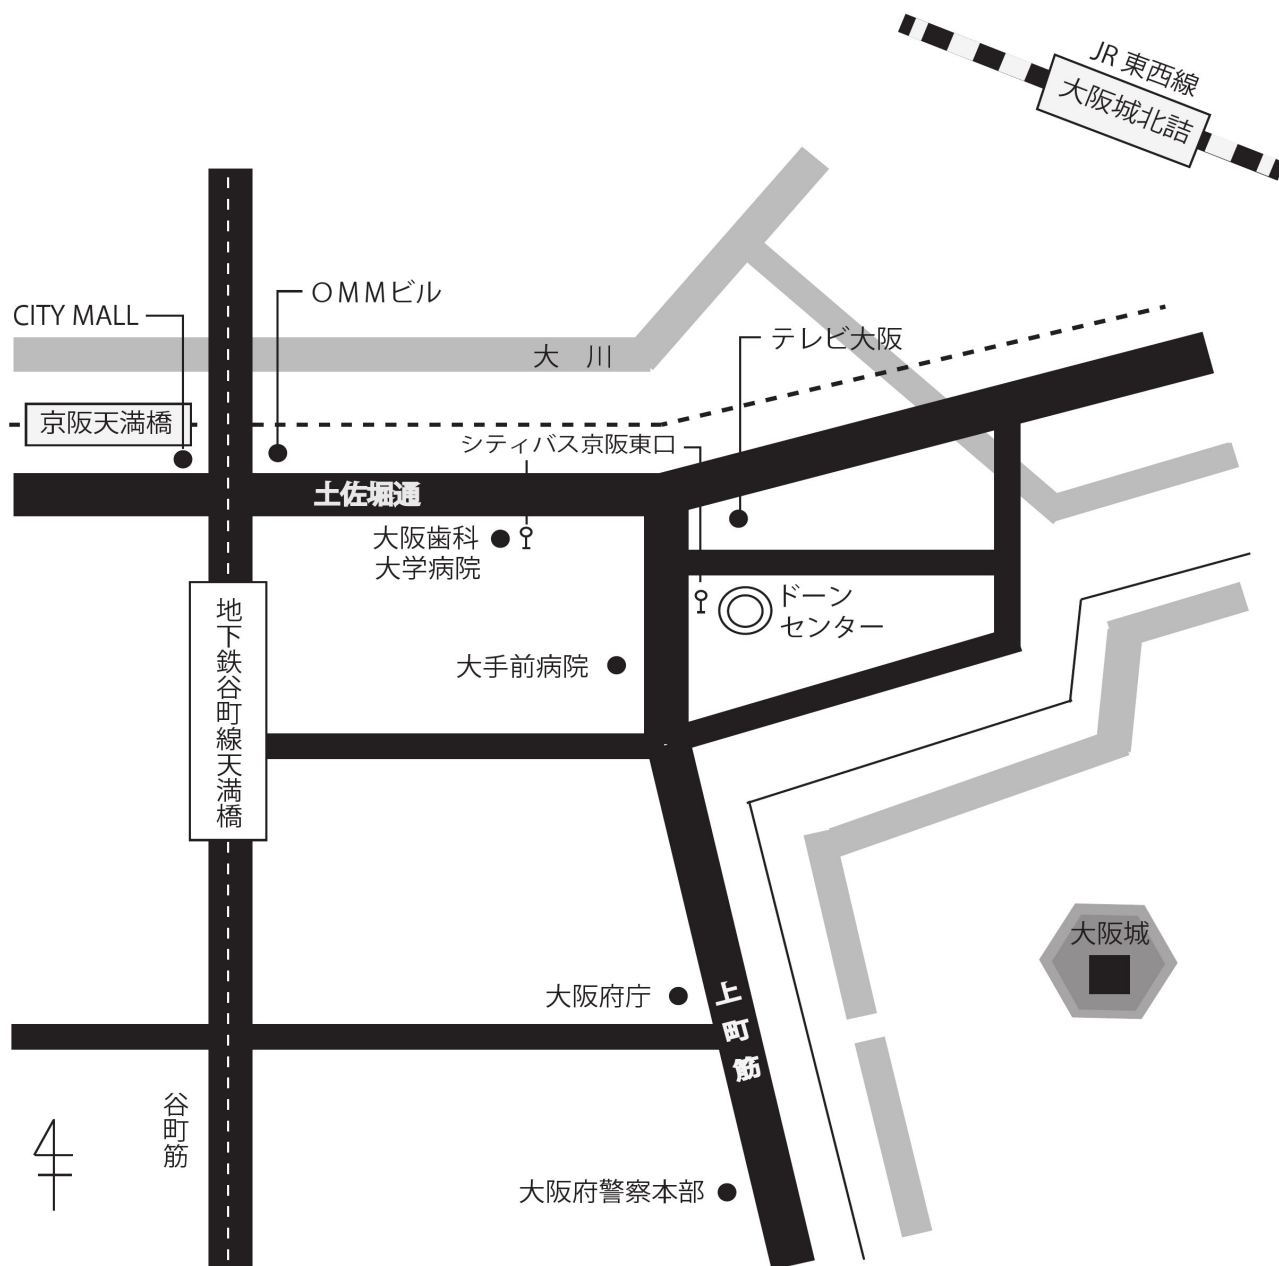 JR 東西線
大阪城北詰
OMMビル
CITY MALL
テレビ大阪
大 川
京阪天満橋
シティバス京阪東口
土佐堀通
大阪歯科
大学病院
ドーン
センター
地下鉄谷町線天満橋
大手前病院
大阪城
大阪府庁
上町筋
谷町筋
大阪府警察本部